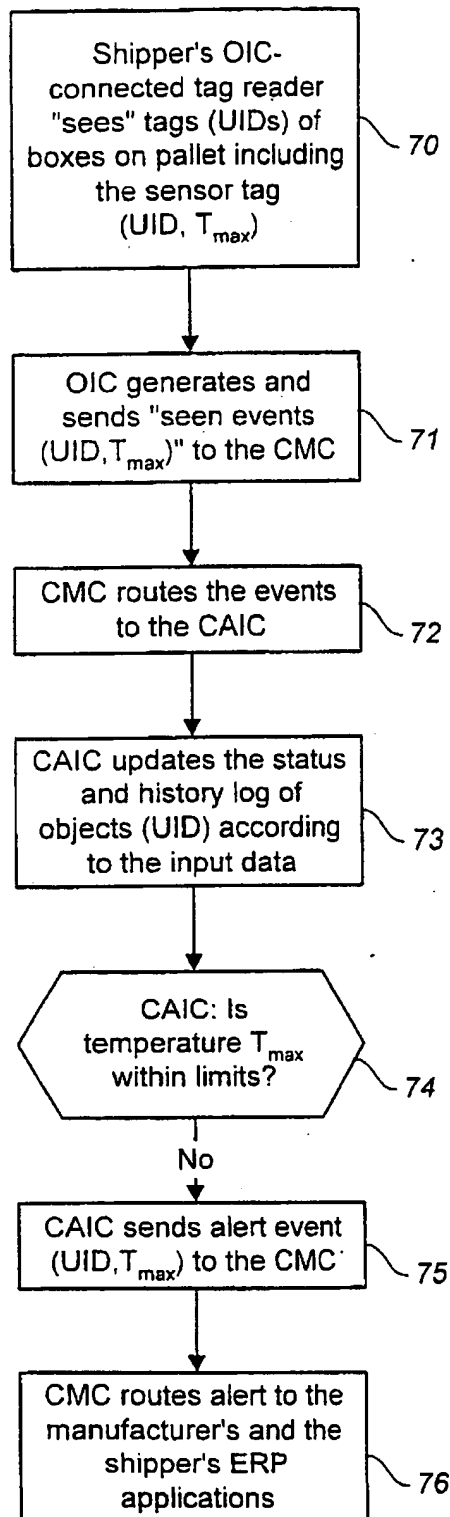 Shipper's OIC-
connected tag reader
"sees" tags (UIDs) of
boxes on pallet including
the sensor tag
(UID, Tmax)
70
OIC generates and
sends "seen events
(UID,Tmax)" to the CMC
71
CMC routes the events
to the CAIC
72
CAIC updates the status
and history log of
objects (UID) according
to the input data
73
CAIC: Is
temperature Tmax
within limits?
74
No
CAIC sends alert event
(UID,Tmax) to the CMC
75
CMC routes alert to the
manufacturer's and the
shipper's ERP
applications
76